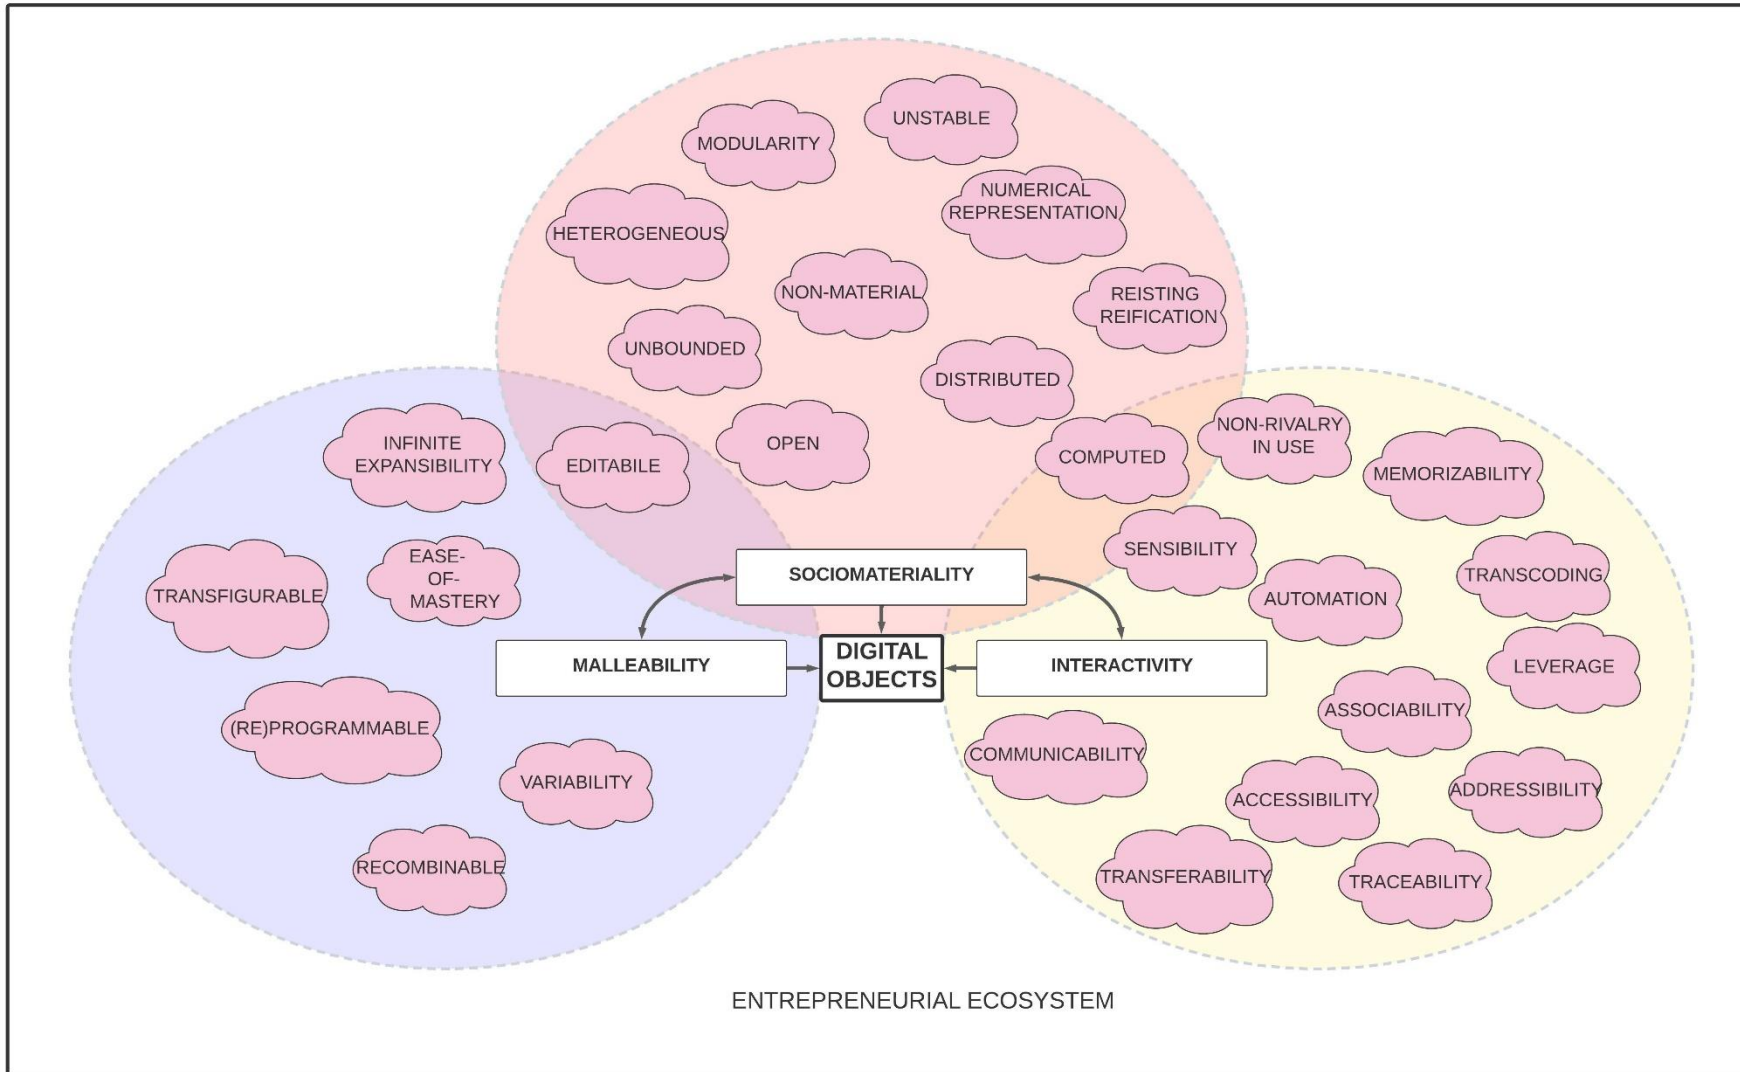 UNSTABLE
MODULARITY
NUMERICAL
REPRESENTATION
HETEROGENEOUS
NON-MATERIAL
REISTING
REIFICATION
UNBOUNDED
DISTRIBUTED
INFINITE
EXPANSIBILITY
EDITABILE
OPEN
COMPUTED
NON-RIVALRY
IN USE
MEMORIZABILITY
TRANSFIGURABLE
EASE-
OF-
MASTERY
SENSIBILITY
AUTOMATION
TRANSCODING
SOCIOMATERIALITY
MALLEABILITY
DIGITAL
OBJECTS
INTERACTIVITY
LEVERAGE
ASSOCIABILITY
(RE)PROGRAMMABLE
VARIABILITY
RECOMBINABLE
COMMUNICABILITY
ACCESSIBILITY
ADDRESSIBILITY
TRANSFERABILITY
TRACEABILITY
ENTREPRENEURIAL ECOSYSTEM